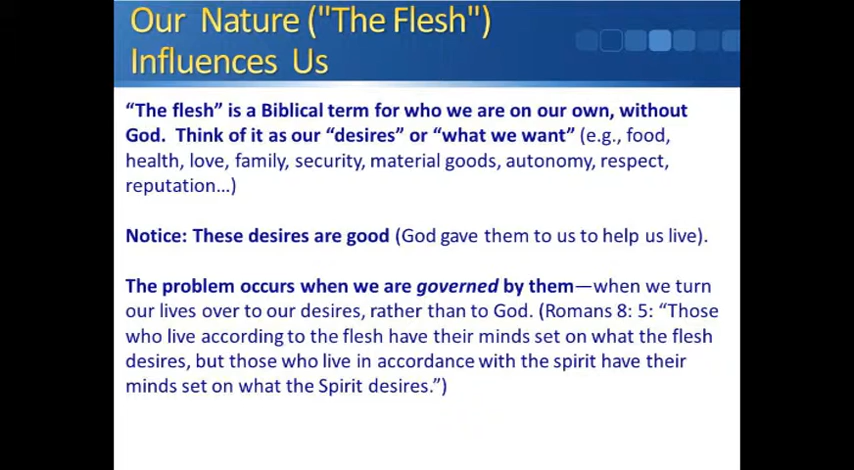 Our Nature ("The Flesh")
Influences Us
“The flesh” is a Biblical term for who we are on our own, without
God. Think of it as our “desires” or “what we want” (e.g., food,
health, love, family, security, material goods, autonomy, respect,
reputation…)
Notice: These desires are good (God gave them to us to help us live).
The problem occurs when we are governed by them—when we turn
our lives over to our desires, rather than to God. (Romans 8: 5: “Those
who live according to the flesh have their minds set on what the flesh
desires, but those who live in accordance with the spirit have their
minds set on what the Spirit desires.”)